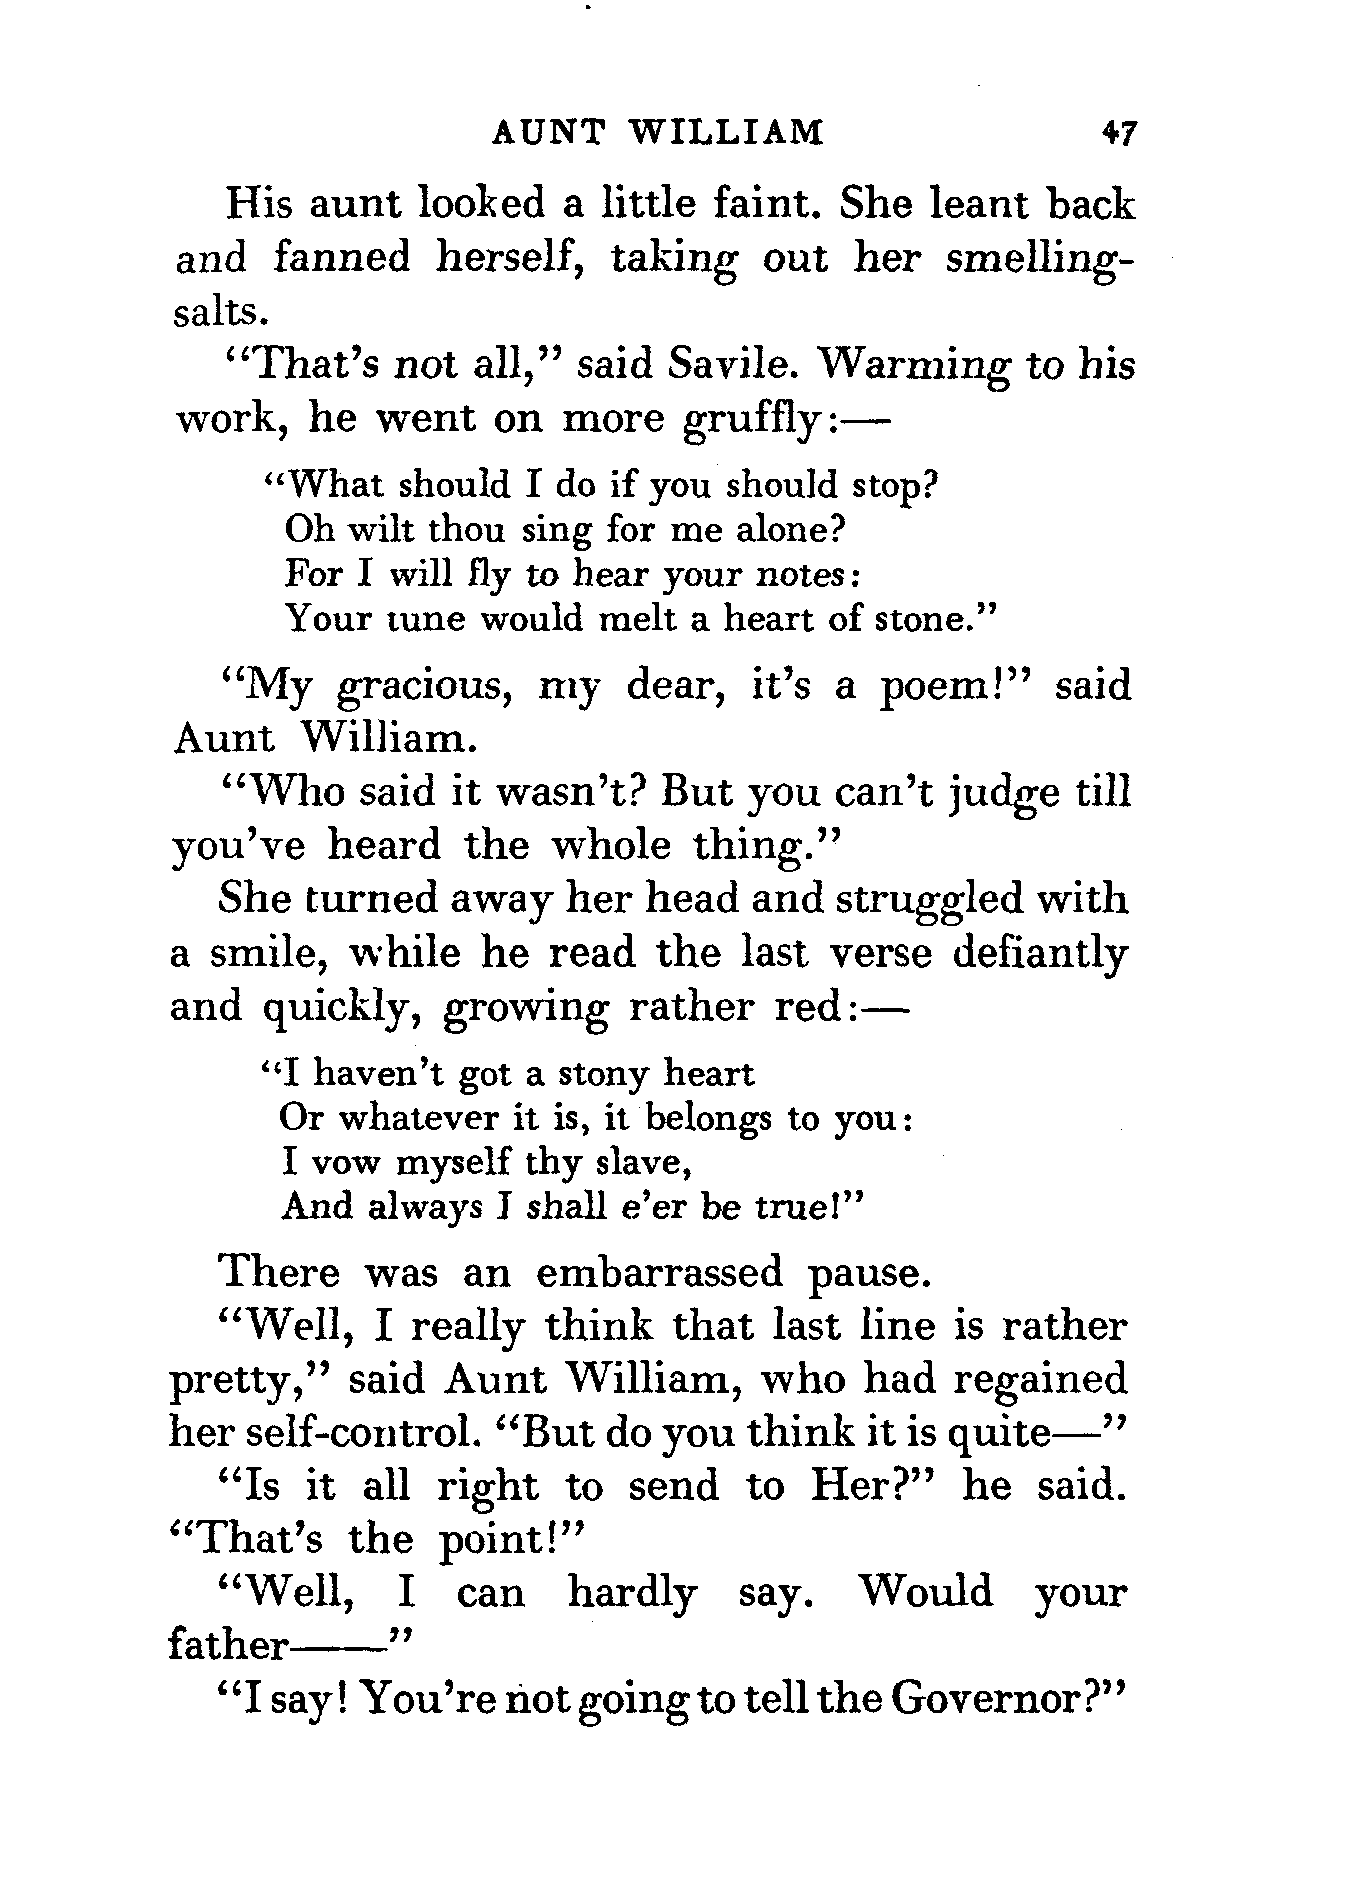 AUNT WILLIAM 47
His aunt looked a little faint. She leant back
and fanned herself, taking out her smelling-
salts.
“That’s not all,” said Savile. Warming to his
work, he went on more gruffly:—
“What should I do if you should stop?
Oh wilt thou sing for me alone?
For I will fly to hear your notes:
Your tune would melt a heart of stone.”
“My gracious, my dear, it’s a poem!” said
Aunt William.
“Who said it wasn’t? But you can’t judge till
you’ve heard the whole thing.”
She turned away her head and struggled with
a smile, while he read the last verse defiantly
and quickly, growing rather red:—
“I haven’t got a stony heart
Or whatever it is, it belongs to you:
I vow myself thy slave,
And always I shall e’er be true!”
There was an embarrassed pause.
“Well, I really think that last line is rather
pretty,” said Aunt William, who had regained
her self-control. “But do you think it is quite—”
“Is it all right to send to Her?” he said.
“That’s the point!”
“Well, I can hardly say. Would your
father——”
“I say! You’re not going to tell the Governor?”